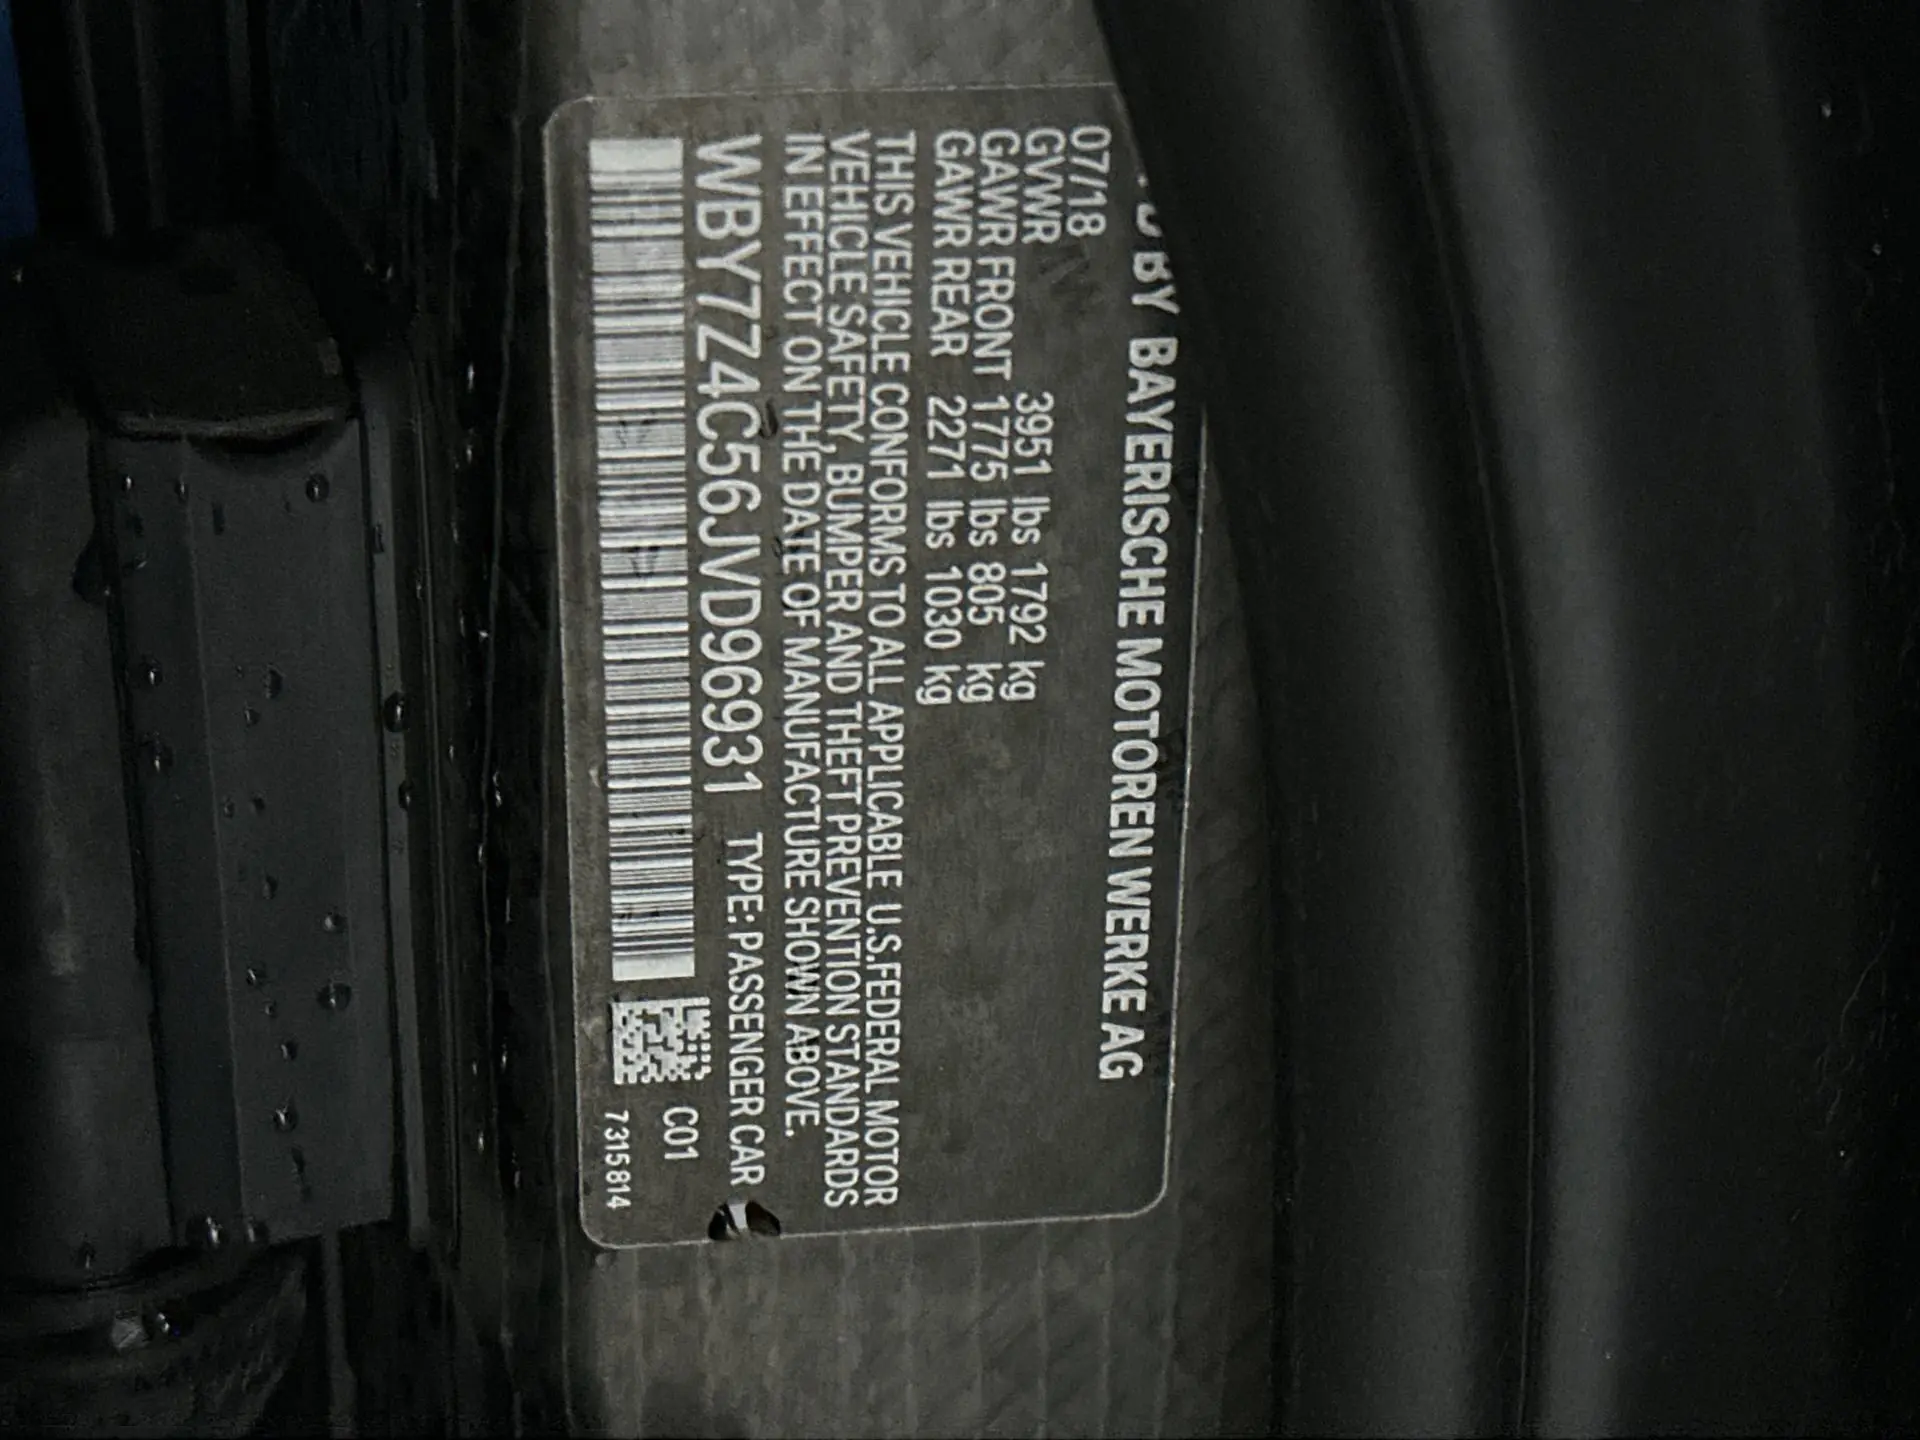 BY BAYERISCHE MOTOREN WERKE AG
07/18
GVWR 3951 lbs 1792 kg
GAWR FRONT 1775 lbs 805 kg
GAWR REAR 2271 lbs 1030 kg
THIS VEHICLE CONFORMS TO ALL APPLICABLE U.S.FEDERAL MOTOR
VEHICLE SAFETY, BUMPER AND THEFT PREVENTION STANDARDS
IN EFFECT ON THE DATE OF MANUFACTURE SHOWN ABOVE.
WBY7Z4C56JVD96931 TYPE: PASSENGER CAR
C01
7315814